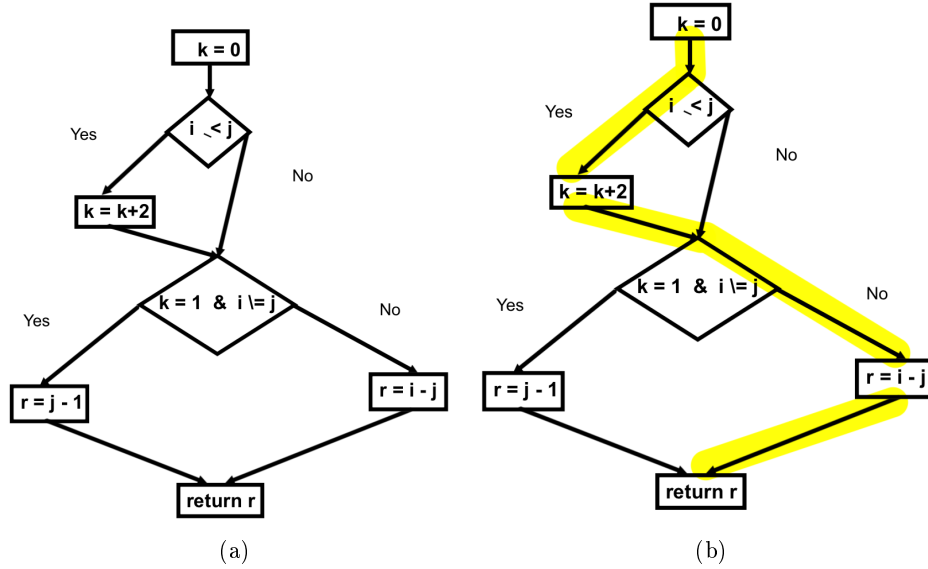 k = 0
i _< j
Yes
No
k = k+2
k = 1 & i \= j
Yes
No
r = j - 1
r = i - j
return r
(a)
k = 0
i _< j
Yes
No
k = k+2
k = 1 & i \= j
Yes
No
r = j - 1
r = i - j
return r
(b)